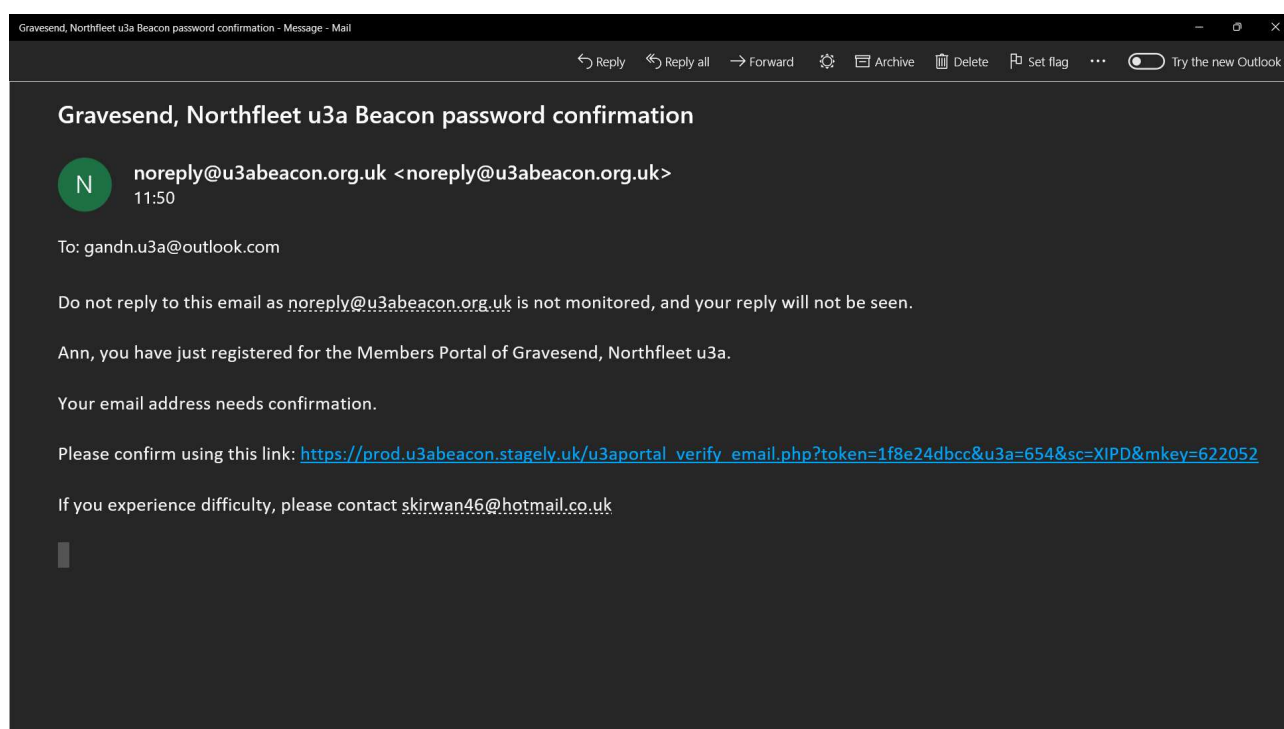 Gravesend, Northfleet u3a Beacon password confirmation - Message - Mail
Reply Reply all Forward Archive Delete Set flag Try the new Outlook
Gravesend, Northfleet u3a Beacon password confirmation
N
noreply@u3abeacon.org.uk <noreply@u3abeacon.org.uk>
11:50
To: gandn.u3a@outlook.com
Do not reply to this email as noreply@u3abeacon.org.uk is not monitored, and your reply will not be seen.
Ann, you have just registered for the Members Portal of Gravesend, Northfleet u3a.
Your email address needs confirmation.
Please confirm using this link: https://prod.u3abeacon.stagely.uk/u3aportal_verify_email.php?token=1f8e24dbcc&u3a=654&sc=XIPD&mkey=622052
If you experience difficulty, please contact skirwan46@hotmail.co.uk